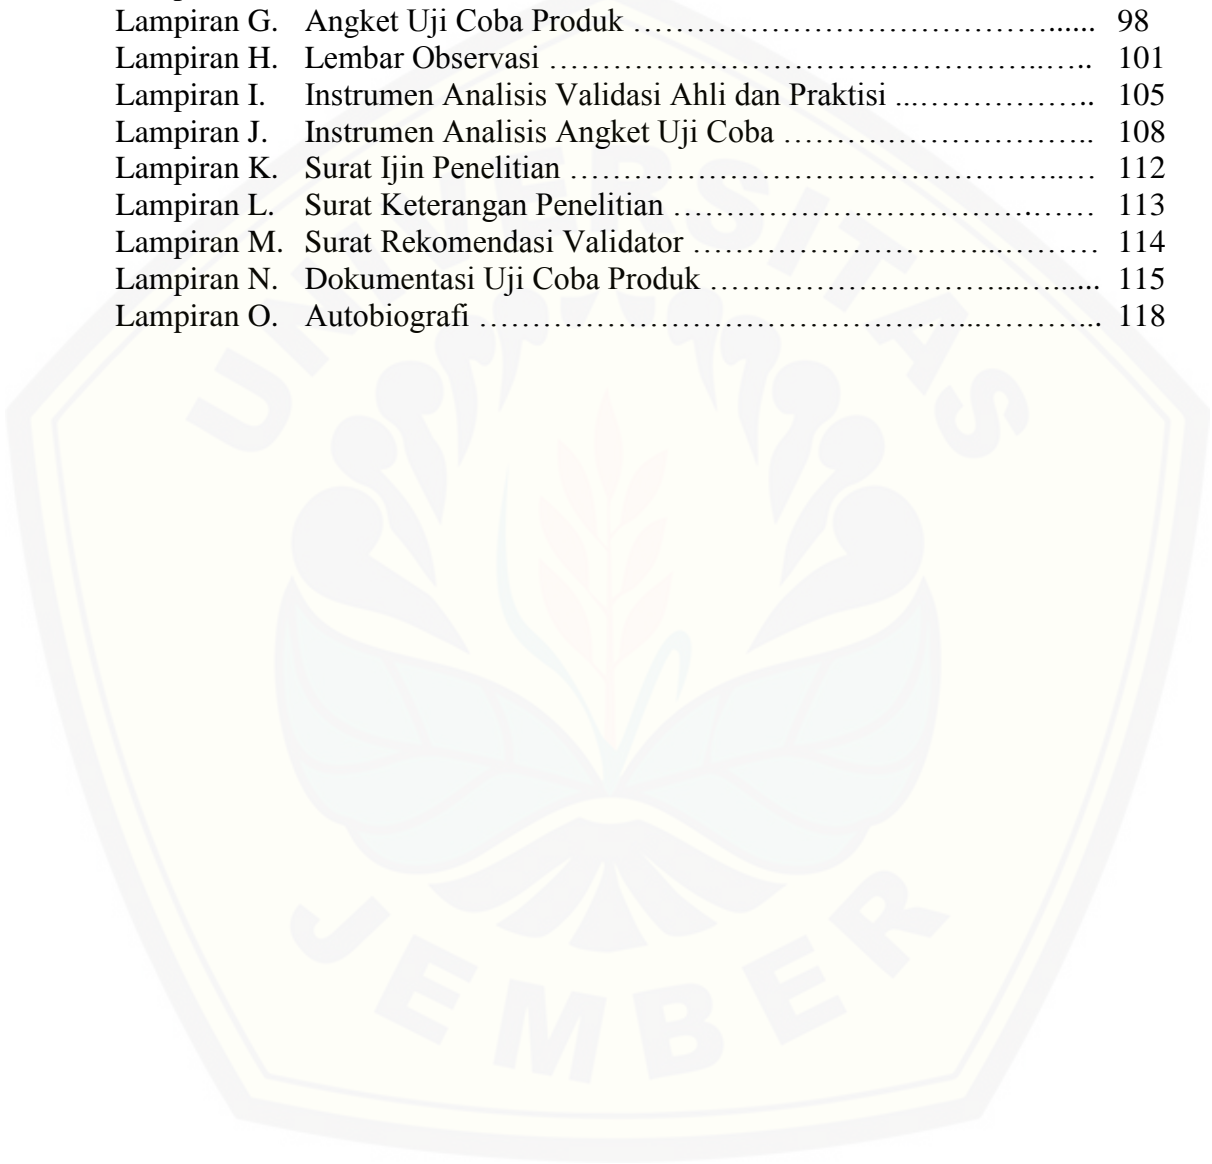 Lampiran G. Angket Uji Coba Produk ………………………………………...... 98
Lampiran H. Lembar Observasi …………………………………………..….. 101
Lampiran I. Instrumen Analisis Validasi Ahli dan Praktisi ...…………….. 105
Lampiran J. Instrumen Analisis Angket Uji Coba ………..……………….. 108
Lampiran K. Surat Ijin Penelitian ………………………………………..… 112
Lampiran L. Surat Keterangan Penelitian …………………………….…… 113
Lampiran M. Surat Rekomendasi Validator ……………………...………… 114
Lampiran N. Dokumentasi Uji Coba Produk ………………………...…...... 115
Lampiran O. Autobiografi …………………………………………...………... 118
UNIVERSITAS
JEMBER